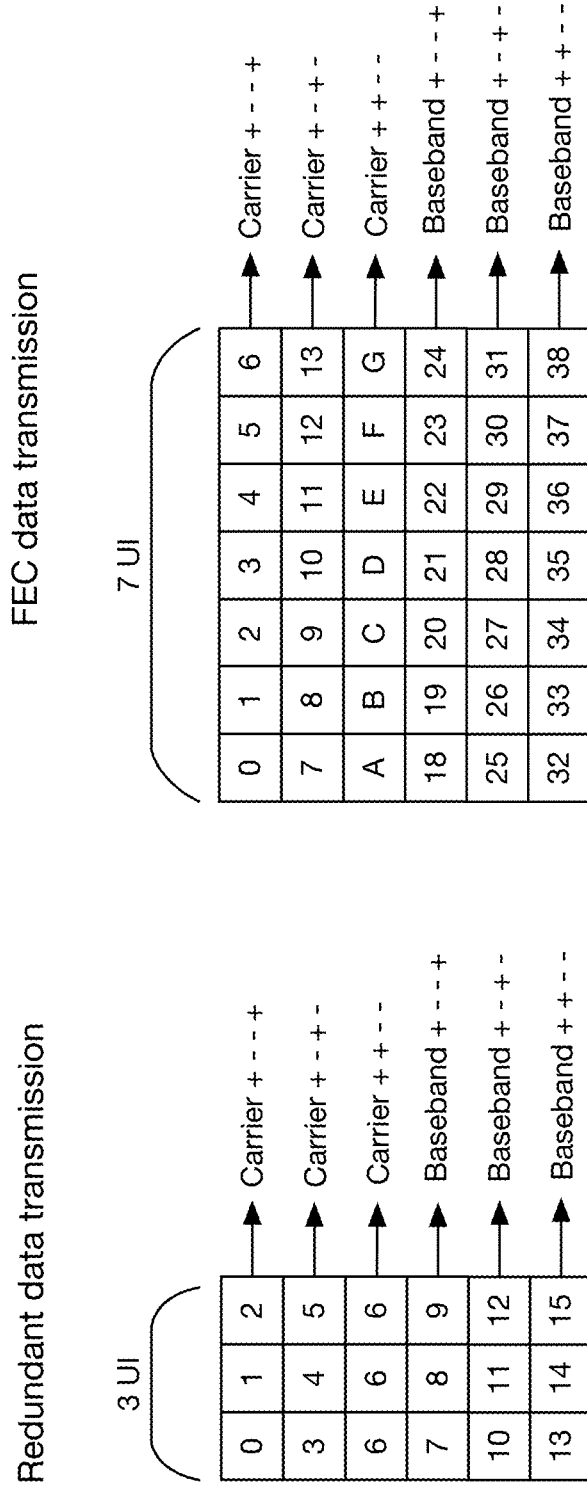 Redundant data transmission
3 UI
0 1 2 Carrier + - - +
3 4 5 Carrier + - + -
6 6 6 Carrier + + - -
7 8 9 Baseband + - - +
10 11 12 Baseband + - + -
13 14 15 Baseband + + - -
FEC data transmission
7 UI
0 1 2 3 4 5 6 Carrier + - - +
7 8 9 10 11 12 13 Carrier + - + -
A B C D E F G Carrier + + - -
18 19 20 21 22 23 24 Baseband + - - +
25 26 27 28 29 30 31 Baseband + - + -
32 33 34 35 36 37 38 Baseband + + - -